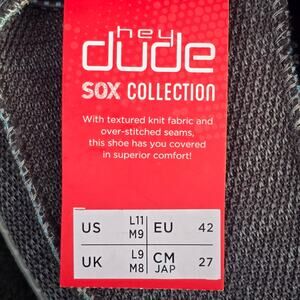 hey
dude
SOX COLLECTION
With textured knit fabric and
over-stitched seams,
this shoe has you covered
in superior comfort!
US L11 M9 EU 42
UK L9 M8 CM JAP 27